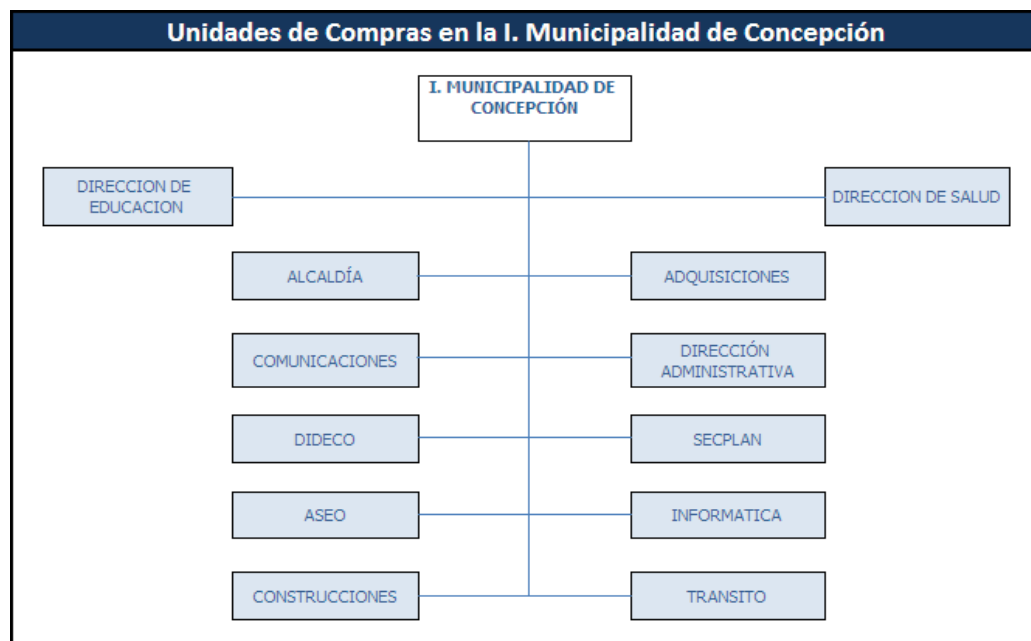 Unidades de Compras en la I. Municipalidad de Concepción
I. MUNICIPALIDAD DE
CONCEPCIÓN
DIRECCION DE
EDUCACION
DIRECCION DE SALUD
ALCALDÍA
ADQUISICIONES
COMUNICACIONES
DIRECCIÓN
ADMINISTRATIVA
DIDECO
SECPLAN
ASEO
INFORMATICA
CONSTRUCCIONES
TRANSITO